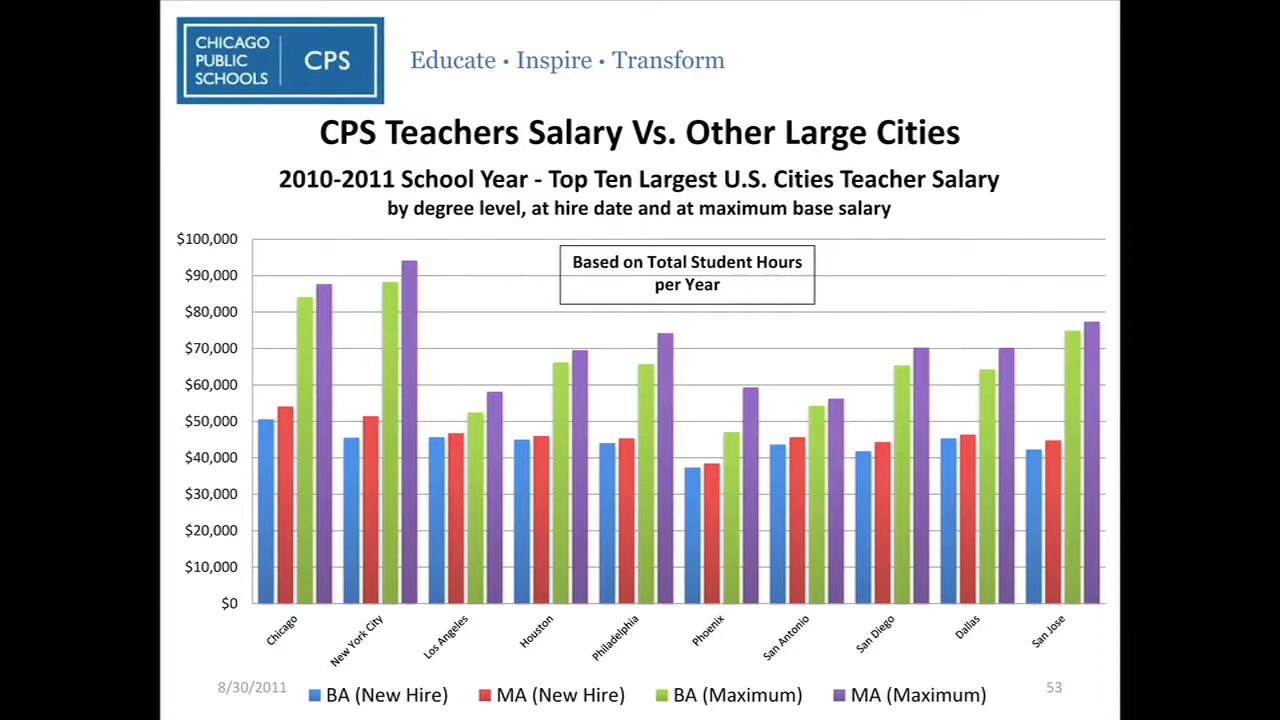 CHICAGO
PUBLIC
SCHOOLS
CPS
Educate • Inspire • Transform
CPS Teachers Salary Vs. Other Large Cities
2010-2011 School Year - Top Ten Largest U.S. Cities Teacher Salary
by degree level, at hire date and at maximum base salary
Based on Total Student Hours
per Year
$100,000
$90,000
$80,000
$70,000
$60,000
$50,000
$40,000
$30,000
$20,000
$10,000
$0
Chicago
New York City
Los Angeles
Houston
Philadelphia
Phoenix
San Antonio
San Diego
Dallas
San Jose
8/30/2011
BA (New Hire)
MA (New Hire)
BA (Maximum)
MA (Maximum)
53